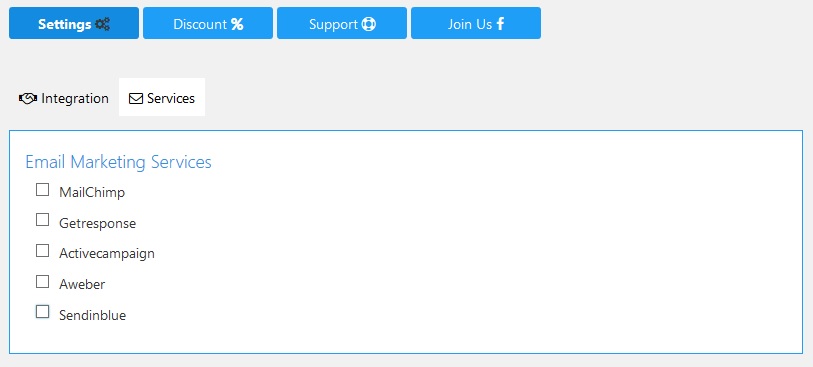 Settings Discount Support Join Us
Integration Services
Email Marketing Services
MailChimp
Getresponse
Activecampaign
Aweber
Sendinblue